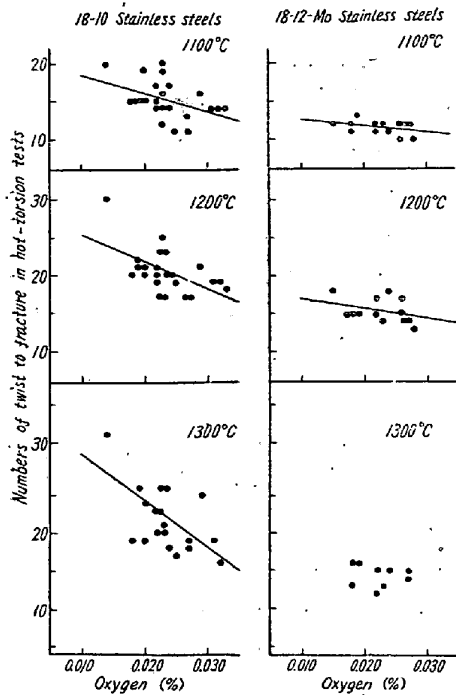 18-10 Stainless steels
18-12-Mo Stainless steels
1100°C
1100°C
20
10
1200°C
1200°C
30
20
10
1300°C
1300°C
30
20
10
Numbers of twist to fracture in hot-torsion tests
0.010 0.020 0.030
0.010 0.020 0.030
Oxygen (%)
Oxygen (%)